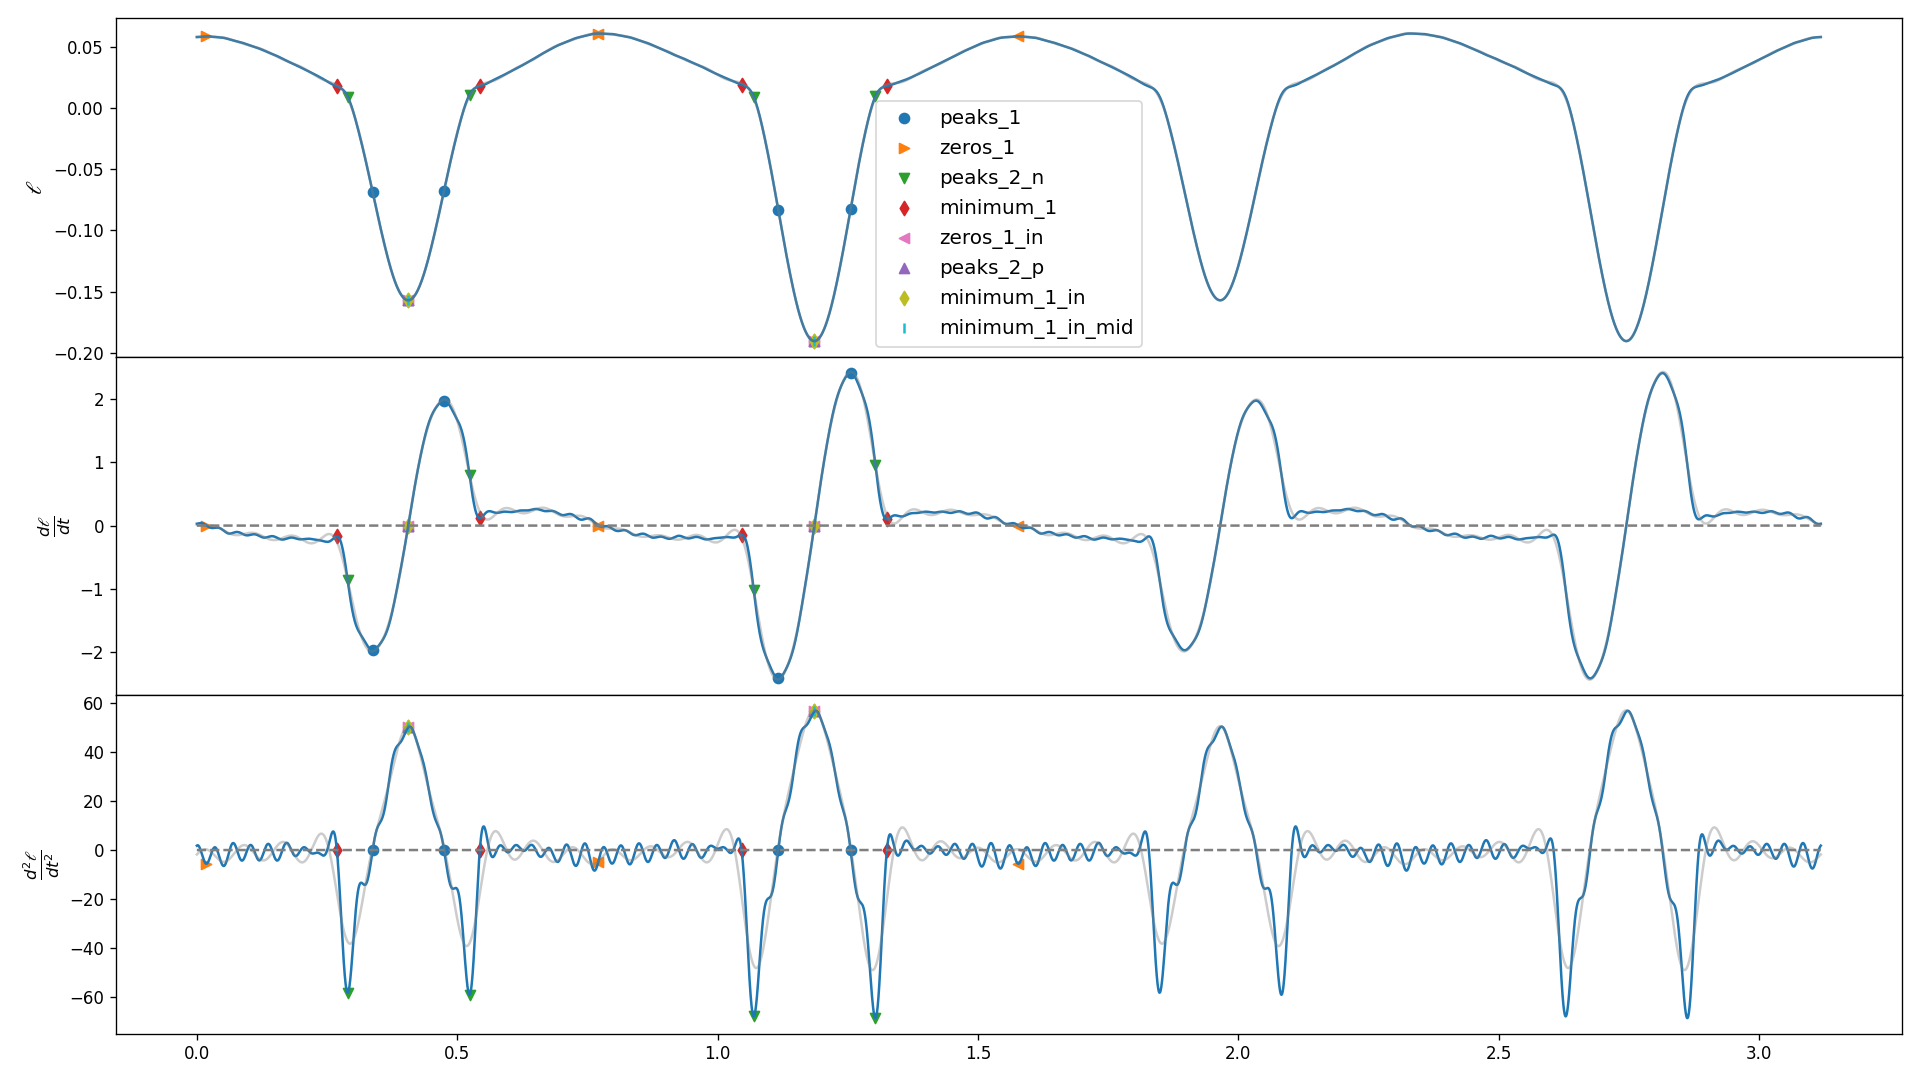 0.05
0.00
−0.05
−0.10
−0.15
−0.20
ℓ
peaks_1
zeros_1
peaks_2_n
minimum_1
zeros_1_in
peaks_2_p
minimum_1_in
minimum_1_in_mid
2
1
0
−1
−2
dℓ
dt
60
40
20
0
−20
−40
−60
d²ℓ
dt²
0.0 0.5 1.0 1.5 2.0 2.5 3.0